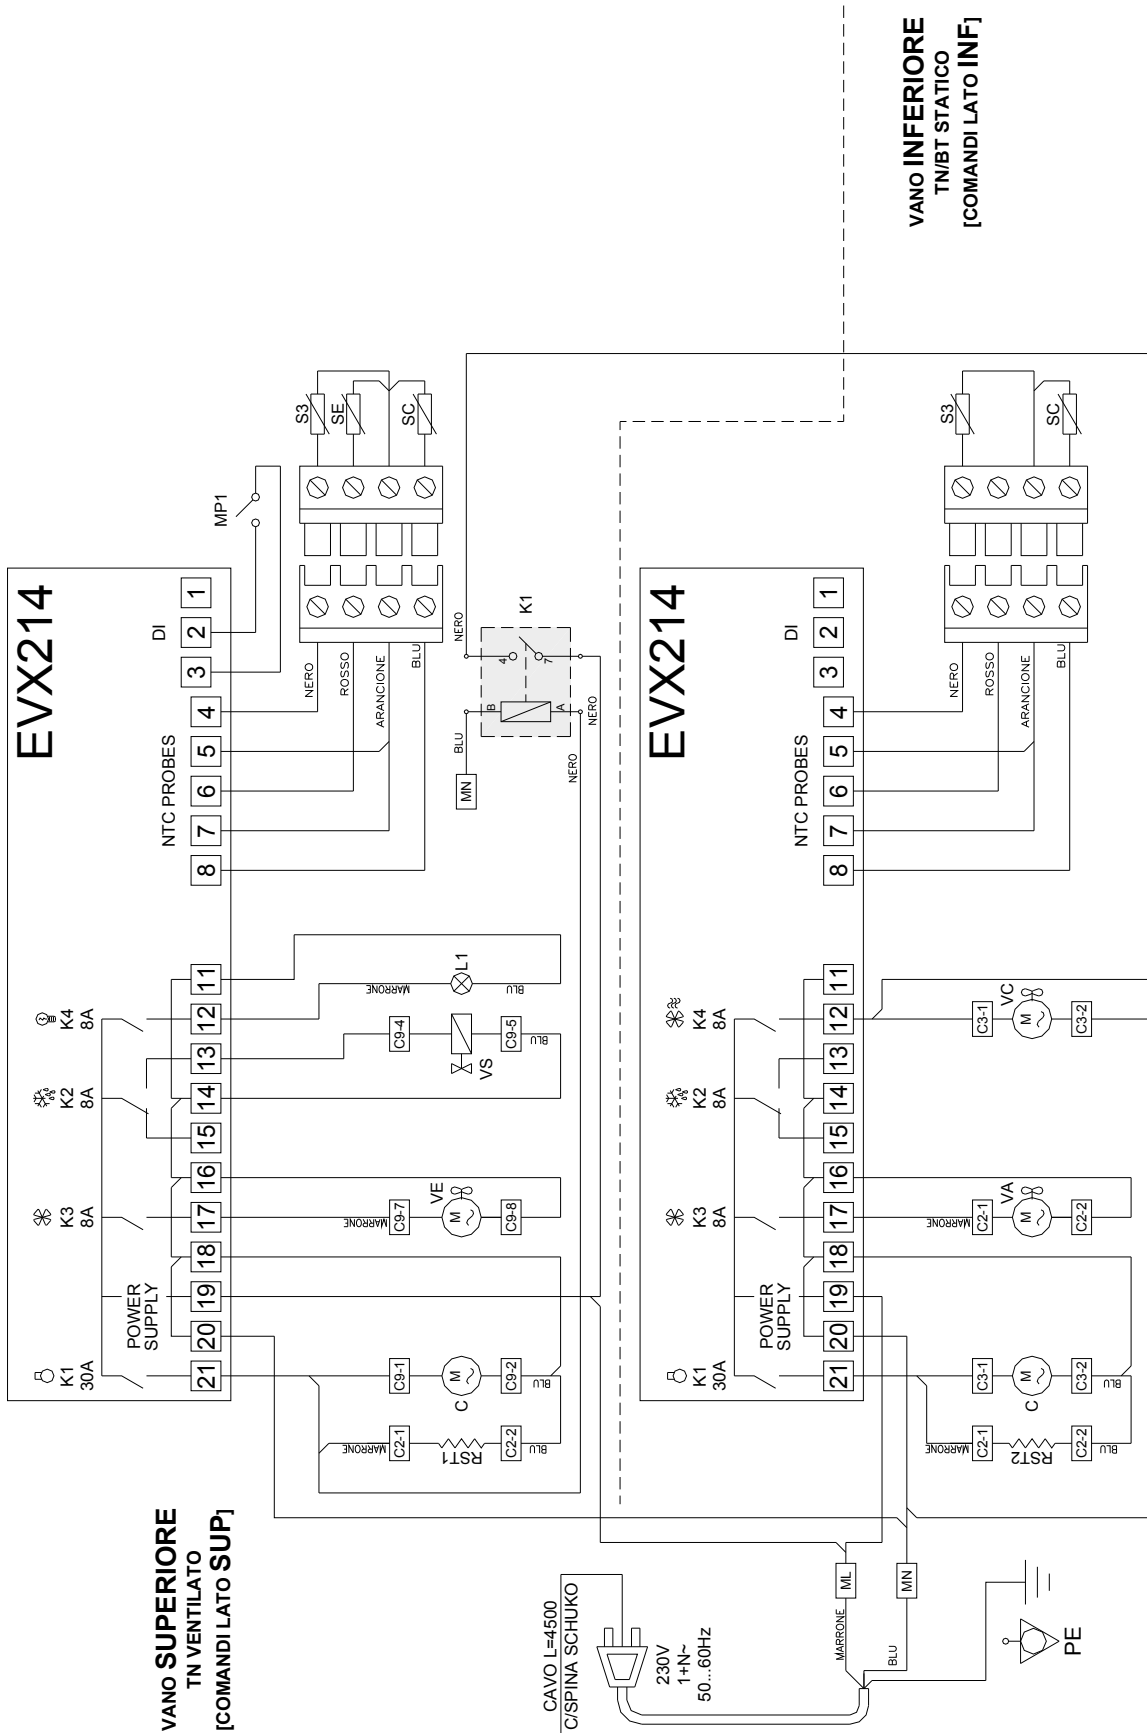 VANO SUPERIORE
TN VENTILATO
[COMANDI LATO SUP]
EVX214
K1
30A
K3
8A
K2
8A
K4
8A
POWER
SUPPLY
NTC PROBES
DI
21
20
19
18
17
16
15
14
13
12
11
8
7
6
5
4
3
2
1
MP1
NERO
ROSSO
ARANCIONE
BLU
S3
SE
SC
MARRONE
C2-1
RST1
C2-2
BLU
C9-1
M
C
C9-2
BLU
MARRONE
C9-7
M
VE
C9-8
C9-4
VS
C9-5
BLU
MARRONE
L1
BLU
MN
BLU
NERO
B
A
4
7
K1
NERO
NERO
EVX214
K1
30A
K3
8A
K2
8A
K4
8A
POWER
SUPPLY
NTC PROBES
DI
21
20
19
18
17
16
15
14
13
12
11
8
7
6
5
4
3
2
1
NERO
ROSSO
ARANCIONE
BLU
S3
SC
MARRONE
C2-1
RST2
C2-2
BLU
C3-1
M
C
C3-2
BLU
MARRONE
C2-1
M
VA
C2-2
C3-1
M
VC
C3-2
VANO INFERIORE
TN/BT STATICO
[COMANDI LATO INF]
CAVO L=4500
C/SPINA SCHUKO
230V
1+N~
50...60Hz
MARRONE
ML
BLU
MN
PE